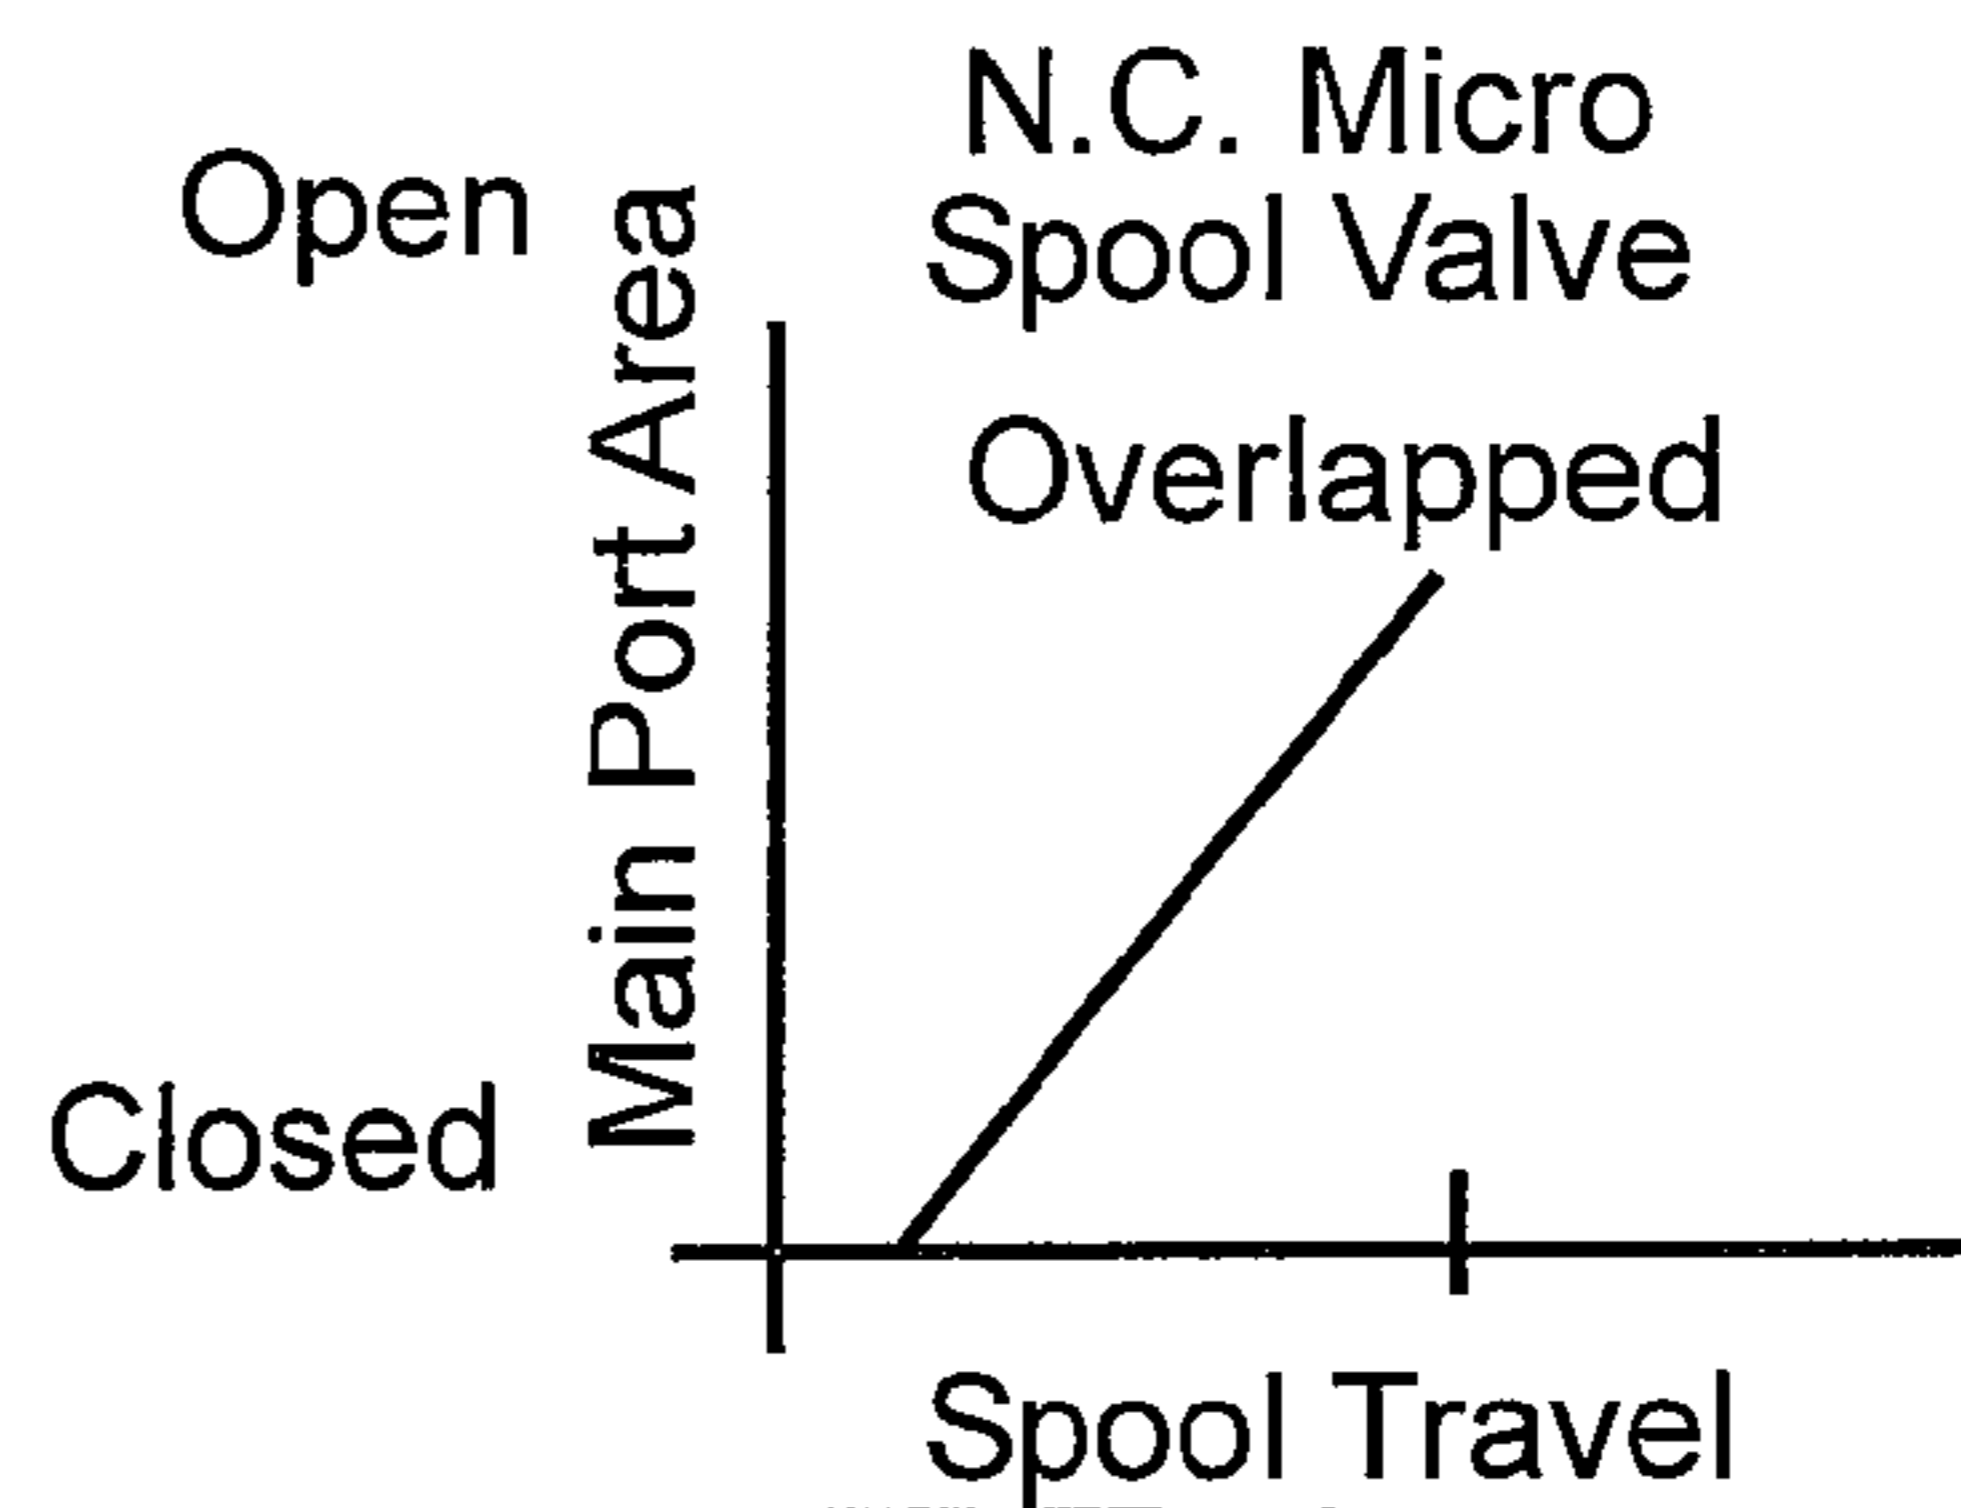 N.C. Micro
Spool Valve
Open
Main Port Area
Overlapped
Closed
Spool Travel